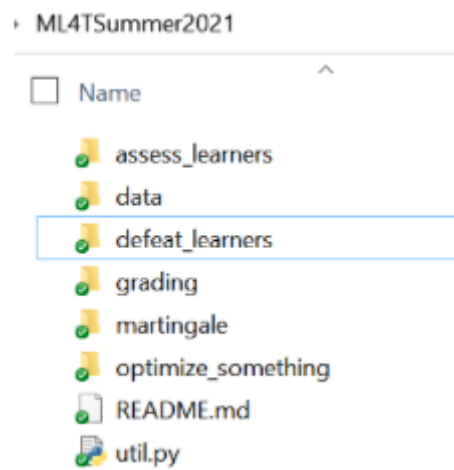 ML4TSummer2021
Name
assess_learners
data
defeat_learners
grading
martingale
optimize_something
README.md
util.py